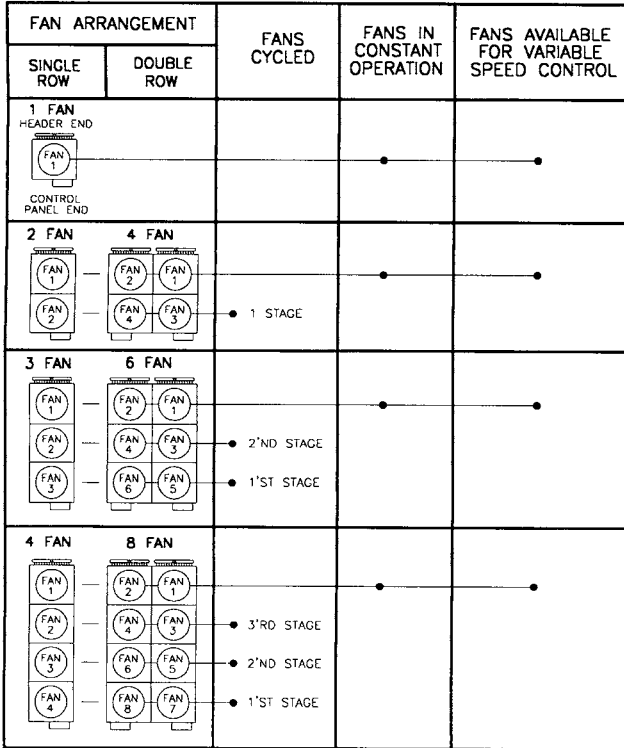 FAN ARRANGEMENT
SINGLE ROW
DOUBLE ROW
FANS CYCLED
FANS IN CONSTANT OPERATION
FANS AVAILABLE FOR VARIABLE SPEED CONTROL
1 FAN
HEADER END
FAN 1
CONTROL PANEL END
2 FAN
4 FAN
FAN 1
FAN 2
FAN 1
FAN 2
FAN 4
FAN 3
1 STAGE
3 FAN
6 FAN
FAN 1
FAN 2
FAN 1
FAN 2
FAN 4
FAN 3
2'ND STAGE
FAN 3
FAN 6
FAN 5
1'ST STAGE
4 FAN
8 FAN
FAN 1
FAN 2
FAN 1
FAN 2
FAN 4
FAN 3
3'RD STAGE
FAN 3
FAN 6
FAN 5
2'ND STAGE
FAN 4
FAN 8
FAN 7
1'ST STAGE